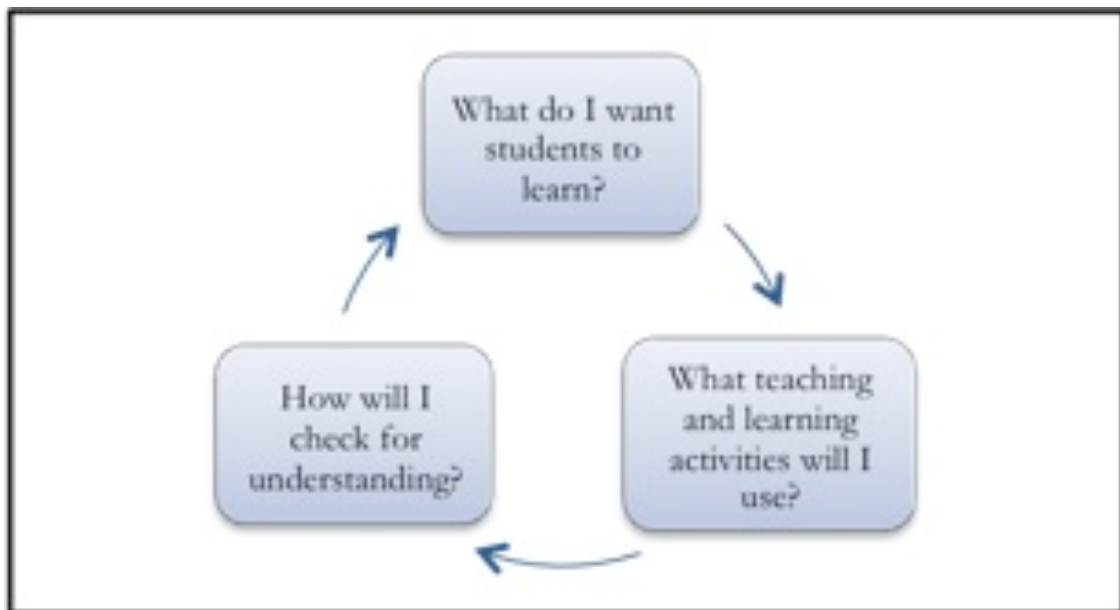 What do I want
students to
learn?
What teaching
and learning
activities will I
use?
How will I
check for
understanding?